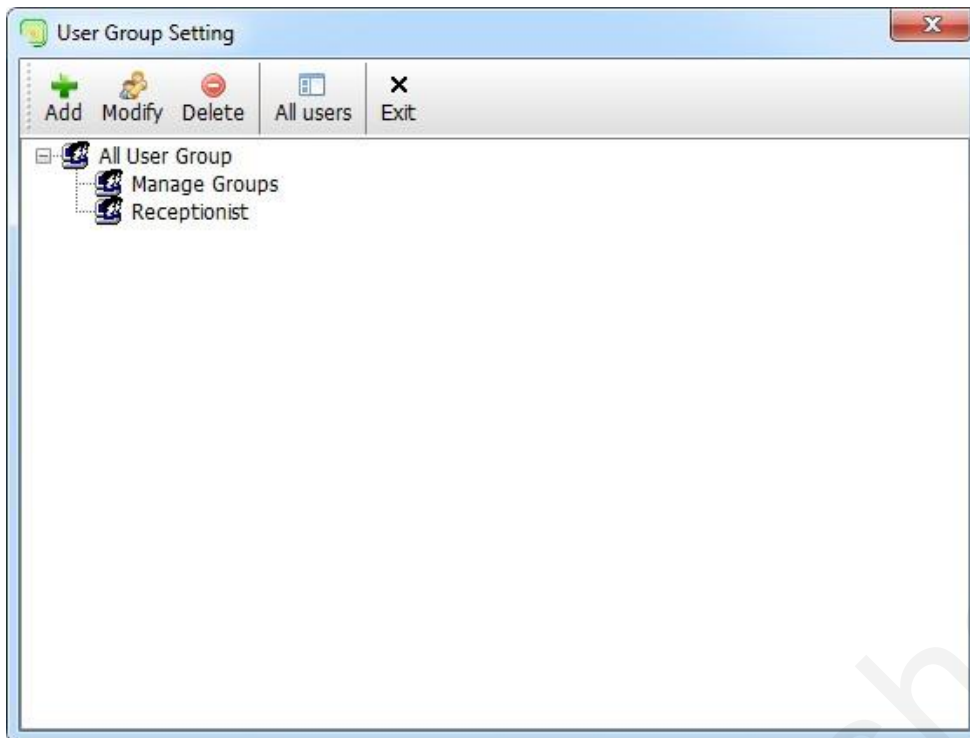 User Group Setting
Add Modify Delete All users Exit
All User Group
Manage Groups
Receptionist